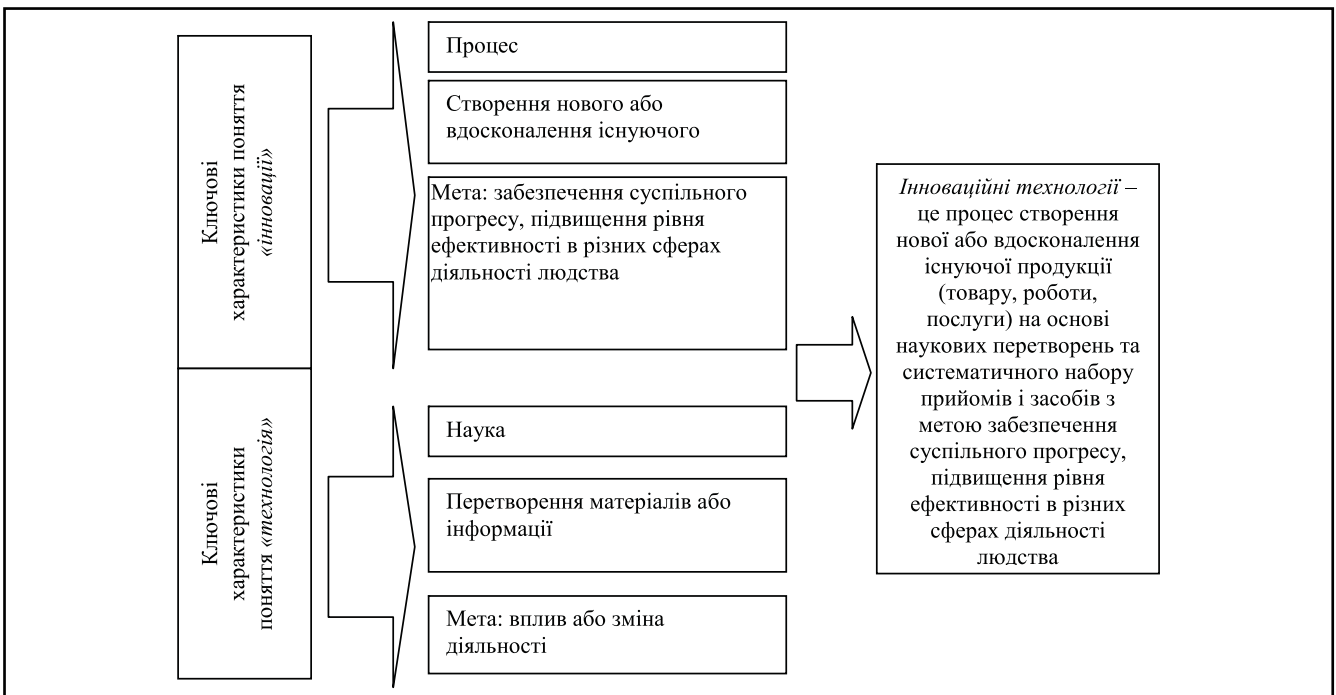 Ключові
характеристики поняття
«інновації»
Процес
Створення нового або
вдосконалення існуючого
Мета: забезпечення суспільного
прогресу, підвищення рівня
ефективності в різних сферах
діяльності людства
Ключові
характеристики
поняття «технологія»
Наука
Перетворення матеріалів або
інформації
Мета: вплив або зміна
діяльності
Інноваційні технології –
це процес створення
нової або вдосконалення
існуючої продукції
(товару, роботи,
послуги) на основі
наукових перетворень та
систематичного набору
прийомів і засобів з
метою забезпечення
суспільного прогресу,
підвищення рівня
ефективності в різних
сферах діяльності
людства